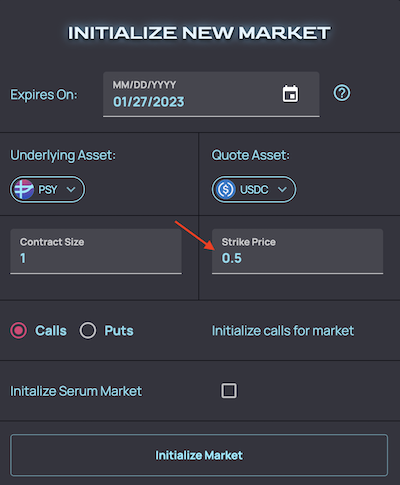 INITIALIZE NEW MARKET
Expires On:
MM/DD/YYYY
01/27/2023
Underlying Asset:
Quote Asset:
PSY
USDC
Contract Size
1
Strike Price
0.5
Calls
Puts
Initialize calls for market
Initalize Serum Market
Initialize Market